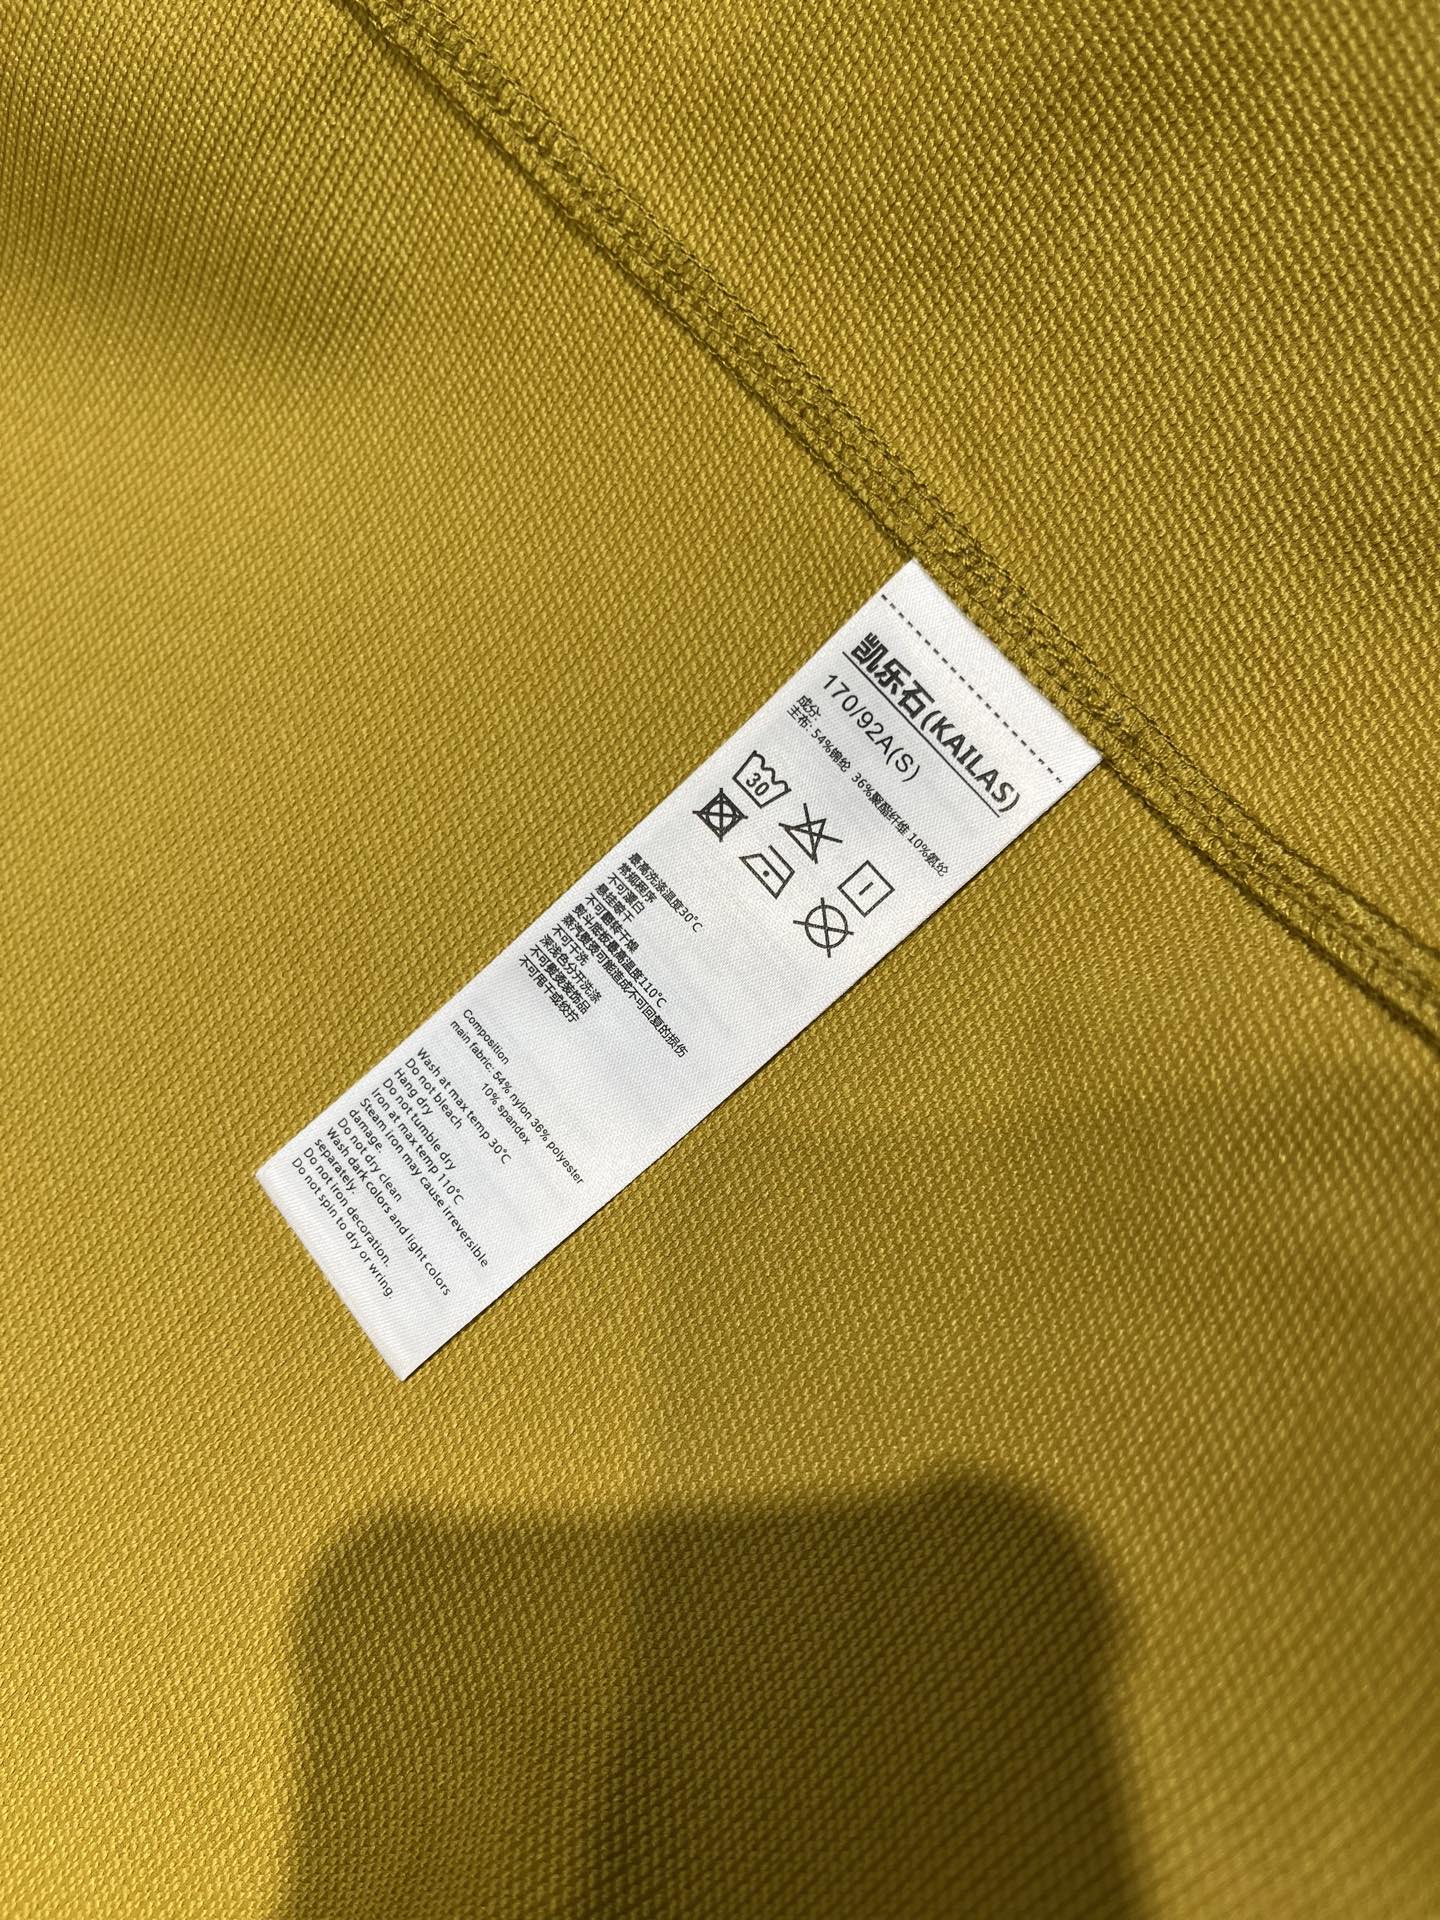 凯乐石(KAILAS)
170/92A(S)
成分:
主布: 54%锦纶 36%聚酯纤维 10%氨纶
30
最高洗涤温度30℃
常规程序
不可漂白
悬挂晾干
不可翻转干燥
熨斗底板最高温度110℃
蒸汽熨烫可能造成不可回复的损伤
不可干洗
深浅色分开洗涤
不可熨烫装饰品
不可甩干或绞拧
Composition
main fabric: 54% nylon 36% polyester
10% spandex
Wash at max temp 30℃
Do not bleach
Hang dry
Do not tumble dry
Iron at max temp 110℃
Steam iron may cause irreversible
damage.
Do not dry clean
Wash dark colors and light colors
separately.
Do not iron decoration.
Do not spin to dry or wring.